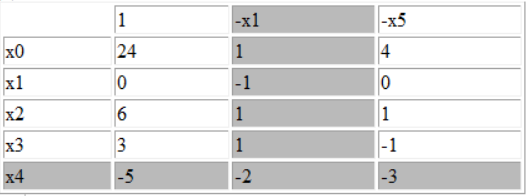 1 -x1 -x5
x0 24 1 4
x1 0 -1 0
x2 6 1 1
x3 3 1 -1
x4 -5 -2 -3